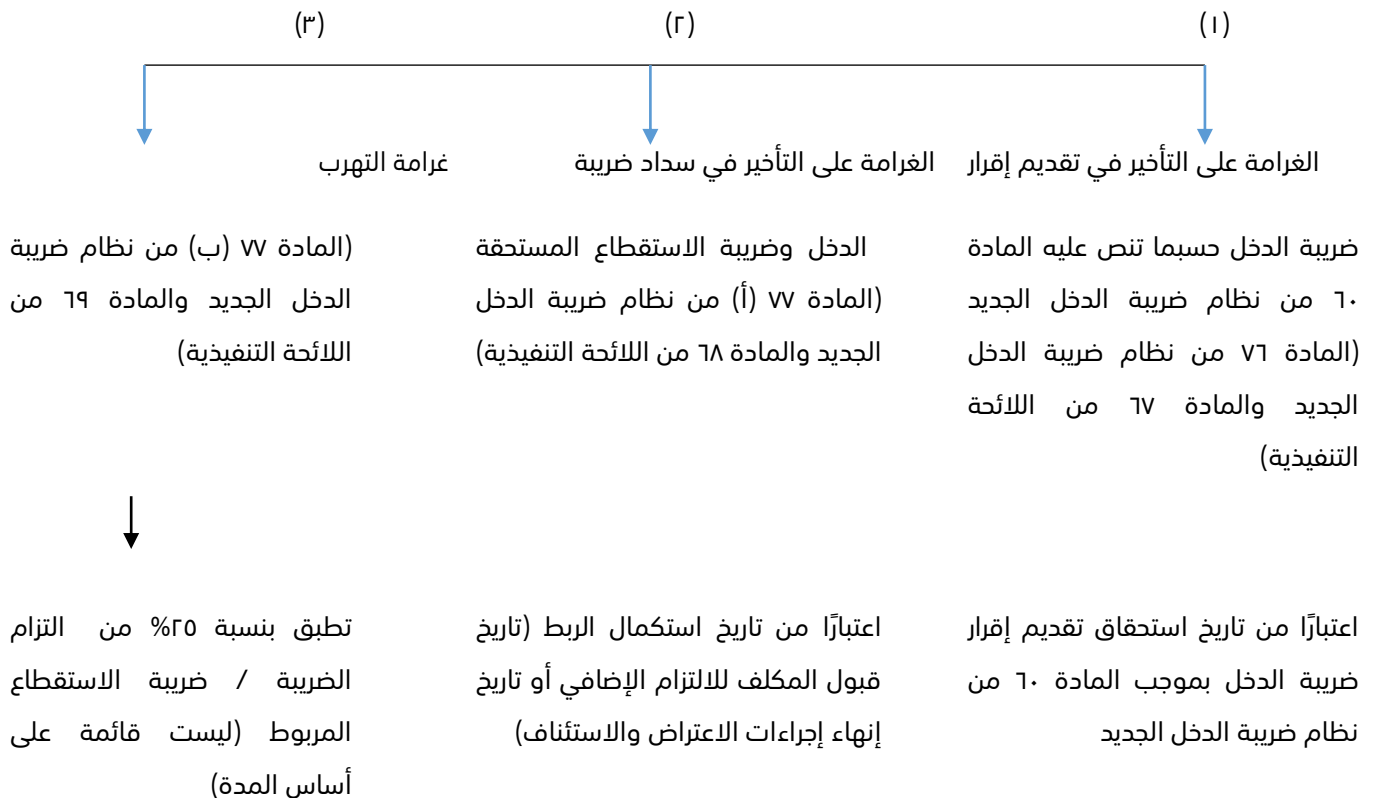 (١)
(٢)
(٣)
الغرامة على التأخير في تقديم إقرار
ضريبة الدخل حسبما تنص عليه المادة
٦٠ من نظام ضريبة الدخل الجديد
(المادة ٧٦ من نظام ضريبة الدخل
الجديد والمادة ٦٧ من اللائحة
التنفيذية)
الغرامة على التأخير في سداد ضريبة
الدخل وضريبة الاستقطاع المستحقة
(المادة ٧٧ (أ) من نظام ضريبة الدخل
الجديد والمادة ٦٨ من اللائحة التنفيذية)
غرامة التهرب
(المادة ٧٧ (ب) من نظام ضريبة
الدخل الجديد والمادة ٦٩ من
اللائحة التنفيذية)
اعتبارًا من تاريخ استحقاق تقديم إقرار
ضريبة الدخل بموجب المادة ٦٠ من
نظام ضريبة الدخل الجديد
اعتبارًا من تاريخ استكمال الربط (تاريخ
قبول المكلف للالتزام الإضافي أو تاريخ
إنهاء إجراءات الاعتراض والاستئناف)
تطبق بنسبة ٢٥% من التزام
الضريبة / ضريبة الاستقطاع
المربوط (ليست قائمة على
أساس المدة)